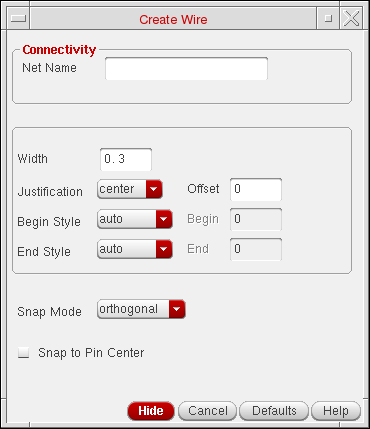 Create Wire
Connectivity
Net Name
Width 0.3
Justification center Offset 0
Begin Style auto Begin 0
End Style auto End 0
Snap Mode orthogonal
Snap to Pin Center
Hide Cancel Defaults Help